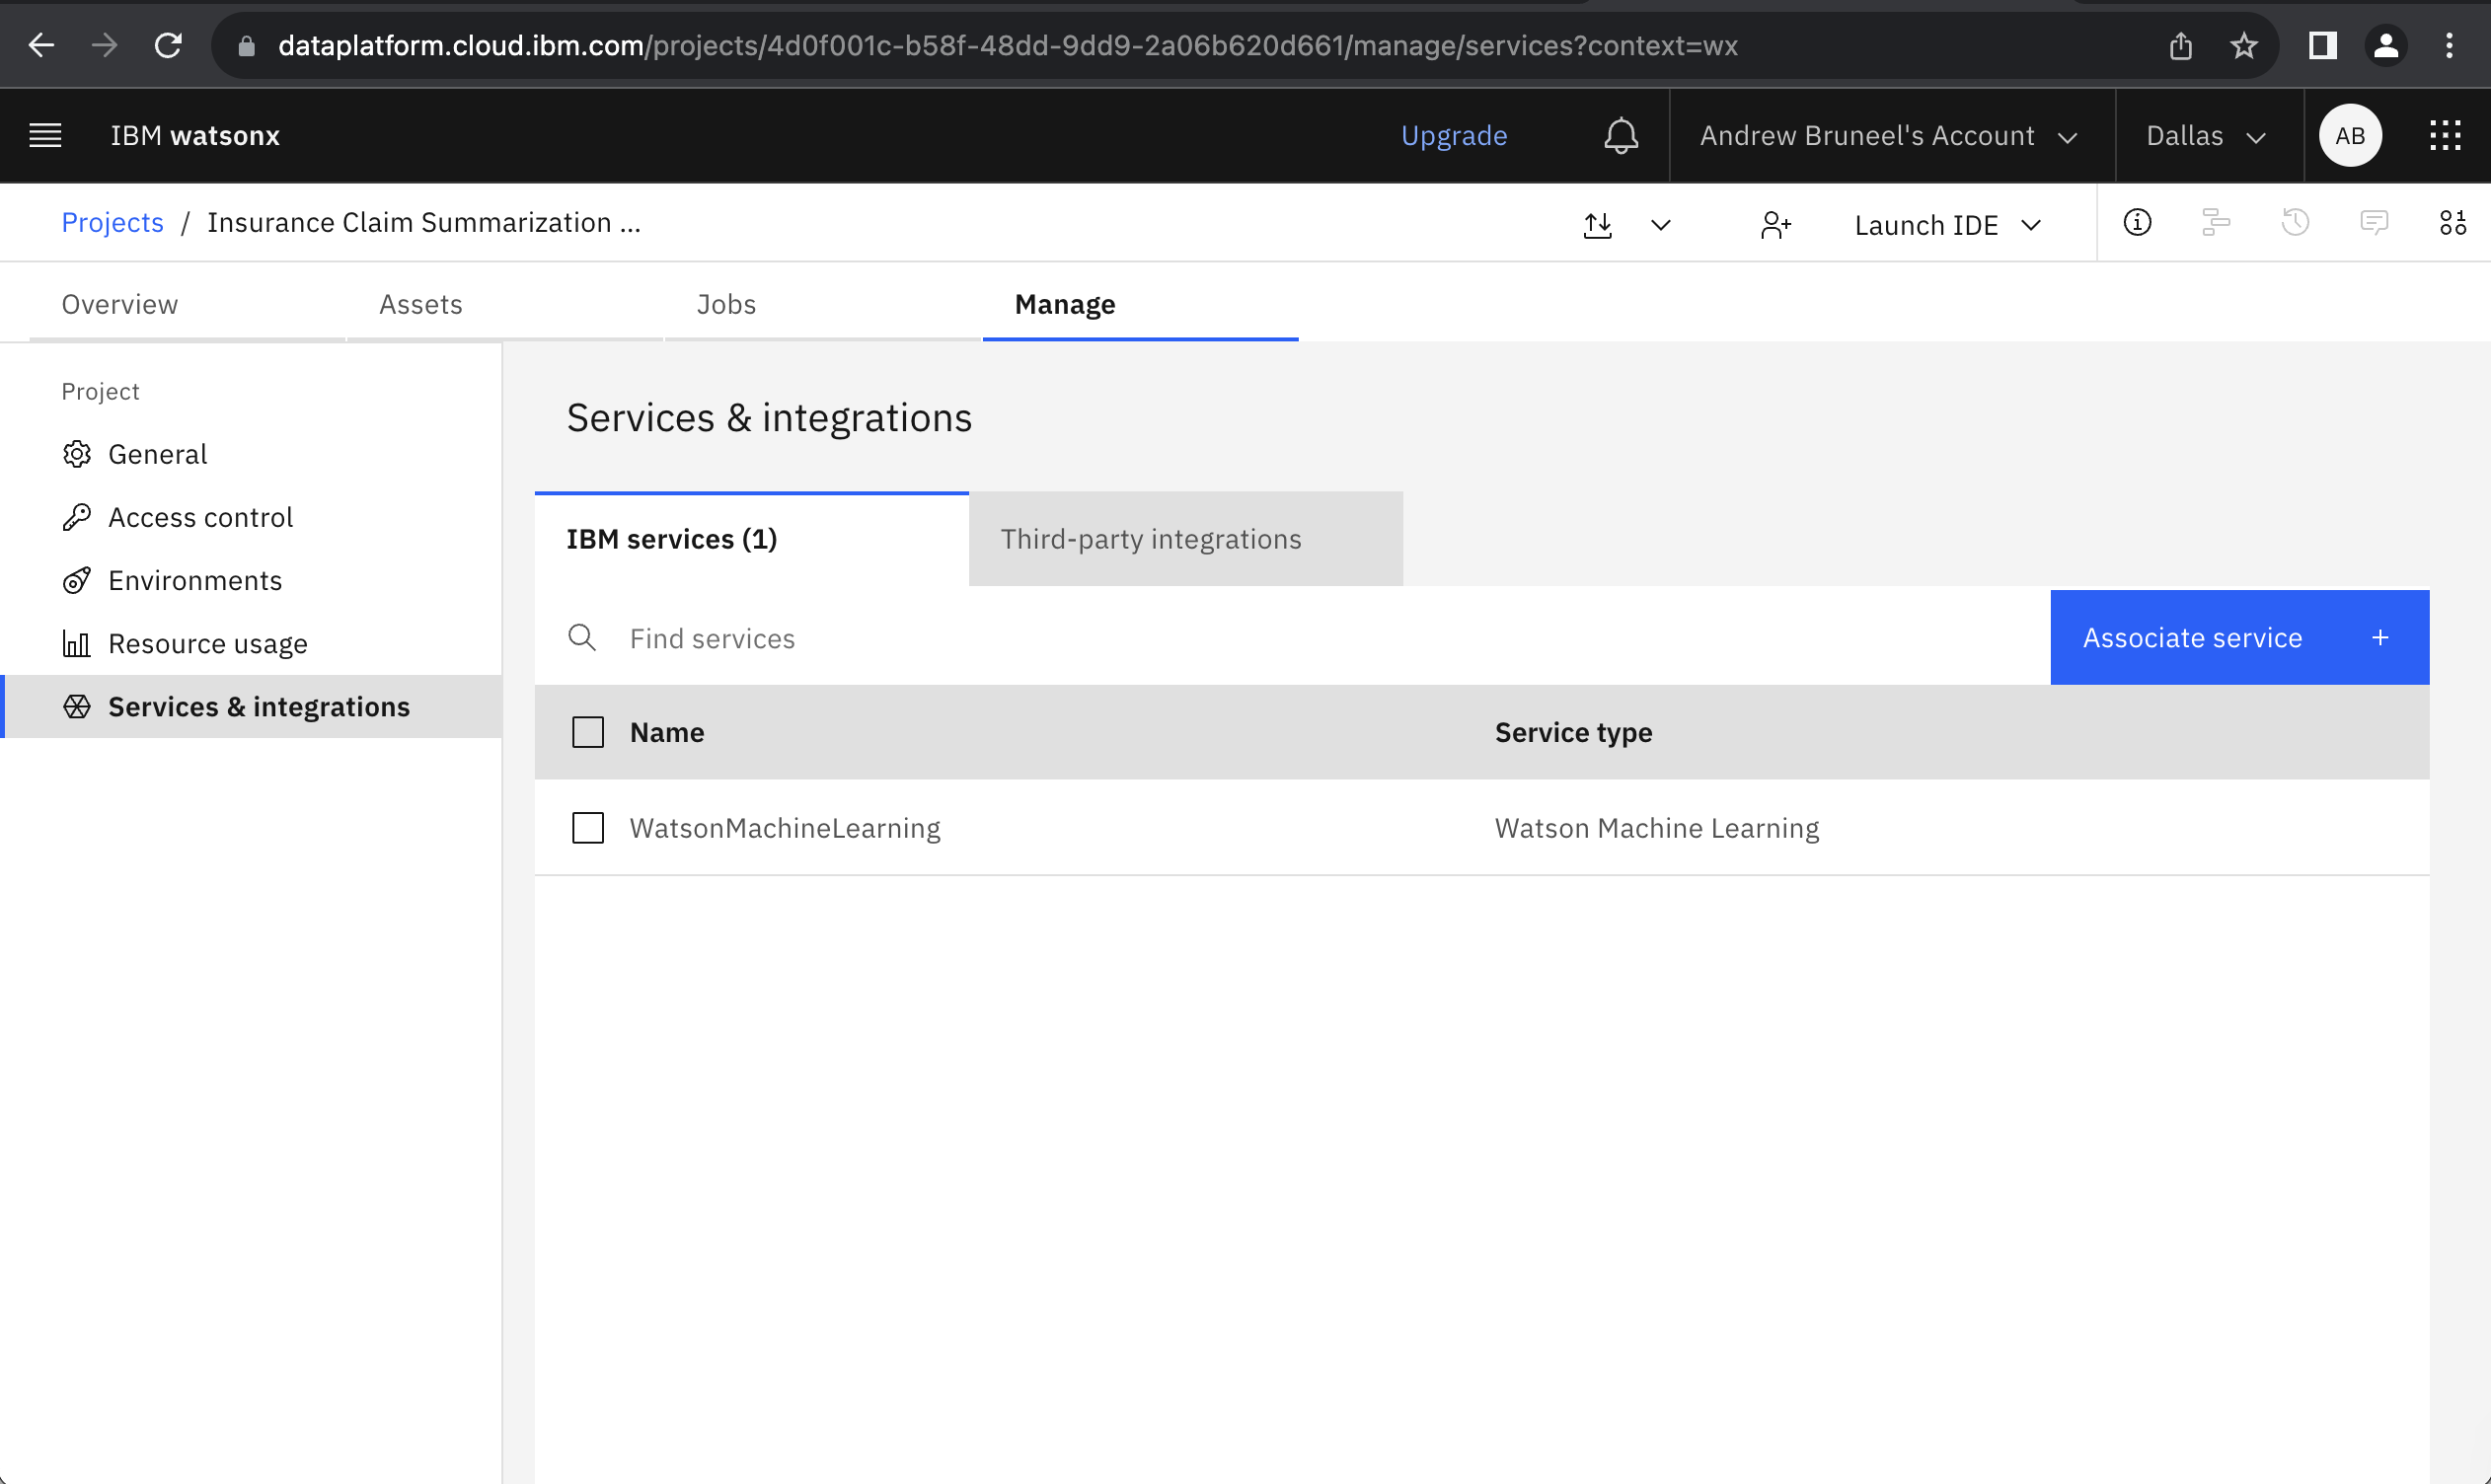 dataplatform.cloud.ibm.com/projects/4d0f001c-b58f-48dd-9dd9-2a06b620d661/manage/services?context=wx
IBM watsonx Upgrade Andrew Bruneel's Account Dallas AB
Projects / Insurance Claim Summarization ... Launch IDE
Overview Assets Jobs Manage
Project
General
Access control
Environments
Resource usage
Services & integrations
Services & integrations
IBM services (1) Third-party integrations
Find services Associate service +
Name Service type
WatsonMachineLearning Watson Machine Learning